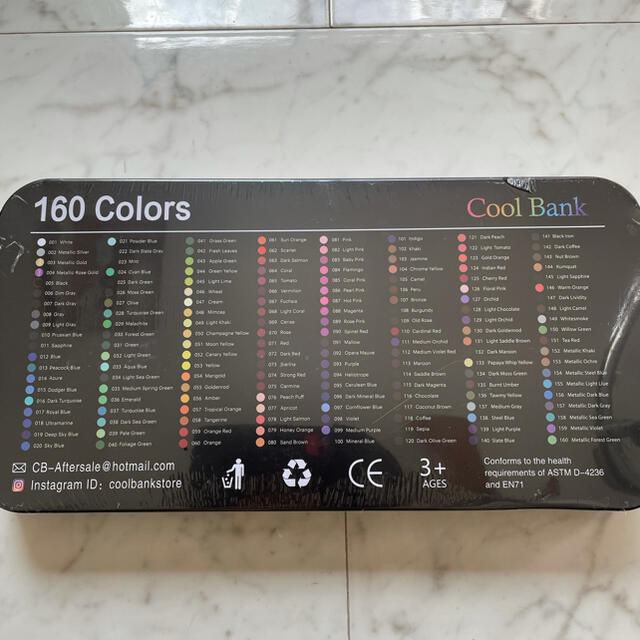 160 Colors
Cool Bank
001 White
002 Metallic Silver
003 Metallic Gold
004 Metallic Rose Gold
005 Black
006 Dim Gray
007 Dark Gray
008 Gray
009 Light Gray
010 Prussian Blue
011 Sapphire
012 Blue
013 Peacock Blue
014 Azure
015 Dodger Blue
016 Dark Turquoise
017 Royal Blue
018 Ultramarine
019 Deep Sky Blue
020 Sky Blue
021 Powder Blue
022 Dark Slate Gray
023 Mint
024 Cyan Blue
025 Dark Green
026 Moss Green
027 Olive
028 Turquoise Green
029 Malachite
030 Forest Green
031 Green
032 Light Green
033 Aqua Blue
034 Light Sea Green
035 Medium Spring Green
036 Emerald
037 Turquoise Blue
038 Dark Sea Green
039 Pale Green
040 Foliage Green
041 Grass Green
042 Fresh Leaves
043 Apple Green
044 Green Yellow
045 Light Lime
046 Wheat
047 Cream
048 Mimosa
049 Light Khaki
050 Champagne Yellow
051 Moon Yellow
052 Canary Yellow
053 Yellow
054 Marigold
055 Goldenrod
056 Amber
057 Tropical Orange
058 Tangerine
059 Orange Red
060 Orange
061 Sun Orange
062 Scarlet
063 Dark Salmon
064 Coral
065 Tomato
066 Vermilion
067 Fuchsia
068 Light Coral
069 Cerise
070 Rose
071 Red
072 Dark Red
073
074 Strong Red
075 Carmine
076 Peach Puff
077 Apricot
078 Light Salmon
079 Honey Orange
080 Sand Brown
081 Pink
082 Light Pink
083 Baby Pink
084 Flamingo
085 Coral Pink
086 Deep Pink
087 Hot Pink
088 Magenta
089 Rose Pink
090 Spinel Red
091 Mallow
092 Opera Mauve
093 Purple
094 Heliotrope
095 Cerulean Blue
096 Dark Mineral Blue
097 Cornflower Blue
098 Violet
099 Medium Purple
100 Mineral Blue
101 Indigo
102 Khaki
103 Jasmine
104 Chrome Yellow
105 Camel
106 Peru
107 Bronze
108 Burgundy
109 Old Rose
110 Cardinal Red
111 Medium Orchid
112 Medium Violet Red
113 Maroon
114 Saddle Brown
115 Dark Magenta
116 Chocolate
117 Coconut Brown
118 Coffee
119 Sepia
120 Dark Olive Green
121 Dark Peach
122 Light Tomato
123 Gold Orange
124 Indian Red
125 Cherry Red
126 Floral Pink
127 Orchid
128 Light Chocolate
129 Light Orchid
130 Dark Goldenrod
131 Light Saddle Brown
132 Dark Maroon
133 Papaya Whip Yellow
134 Dark Moss Green
135 Burnt Umber
136 Tawny Yellow
137 Medium Gray
138 Steel Blue
139 Light Purple
140 Slate Blue
141 Black Iron
142 Dark Coffee
143 Nut Brown
144 Kumquat
145 Light Sapphire
146 Warm Orange
147 Dark Lividity
148 Light Camel
149 Whitesmoke
150 Willow Green
151 Tea Red
152 Metallic Khaki
153 Metallic Ochre
154 Metallic Steel Blue
155 Metallic Light Blue
156 Metallic Dark Blue
157 Metallic Blue
158 Metallic Sea Green
159 Metallic Violet
160 Metallic Forest Green
CB-Aftersale@hotmail.com
Instagram ID: coolbankstore
CE
3+
AGES
Conforms to the health
requirements of ASTM D-4236
and EN71